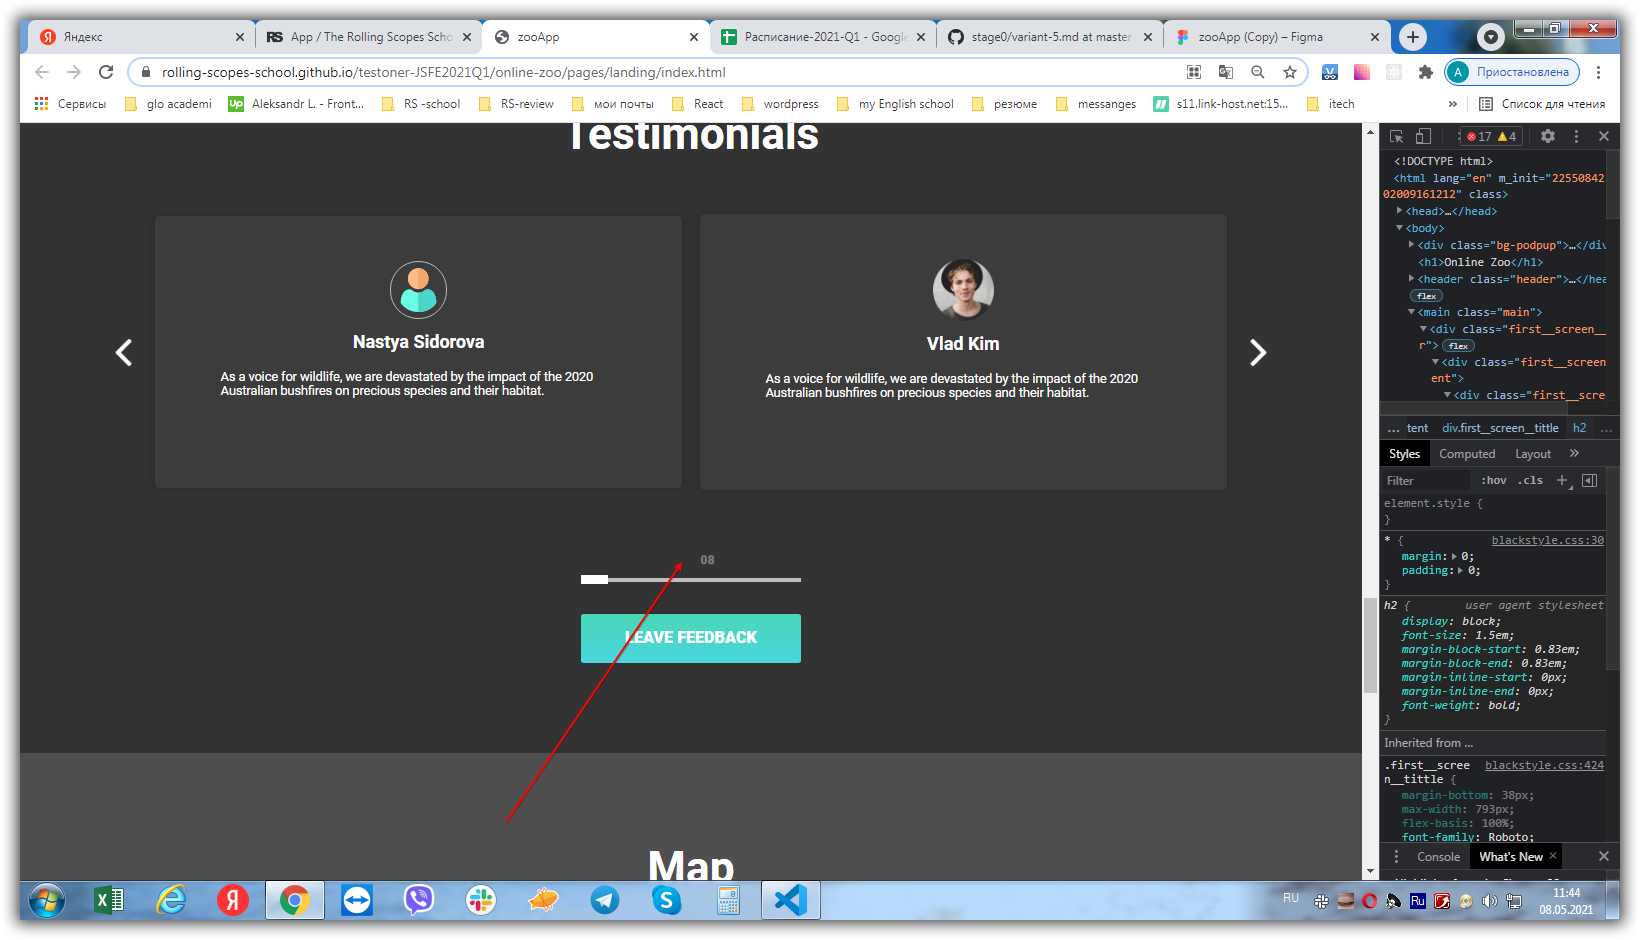 Яндекс
RS App / The Rolling Scopes Scho
zooApp
Расписание-2021-Q1 - Google
stage0/variant-5.md at master
zooApp (Copy) – Figma
rolling-scopes-school.github.io/testoner-JSFE2021Q1/online-zoo/pages/landing/index.html
A Приостановлена
Сервисы
glo academi
Up Aleksandr L. - Front...
RS -school
RS-review
мои почты
React
wordpress
my English school
резюме
messanges
s11.link-host.net:15...
itech
»
Список для чтения
Testimonials
Nastya Sidorova
As a voice for wildlife, we are devastated by the impact of the 2020
Australian bushfires on precious species and their habitat.
Vlad Kim
As a voice for wildlife, we are devastated by the impact of the 2020
Australian bushfires on precious species and their habitat.
08
LEAVE FEEDBACK
Map
17 4
<!DOCTYPE html>
<html lang="en" m_init="22550842
02009161212" class>
<head>…</head>
<body>
<div class="bg-podpup">…</div
<h1>Online Zoo</h1>
<header class="header">…</hea
flex
<main class="main">
<div class="first__screen__
r"> flex
<div class="first__screen
ent">
<div class="first__scre
... tent div.first__screen__tittle h2 ...
Styles Computed Layout »
Filter :hov .cls +
element.style {
}
* { blackstyle.css:30
margin: 0;
padding: 0;
}
h2 { user agent stylesheet
display: block;
font-size: 1.5em;
margin-block-start: 0.83em;
margin-block-end: 0.83em;
margin-inline-start: 0px;
margin-inline-end: 0px;
font-weight: bold;
}
Inherited from ...
.first__scree blackstyle.css:424
n__tittle {
margin-bottom: 38px;
max-width: 793px;
flex-basis: 100%;
font-family: Roboto;
Console What's New ×
RU
Ru
11:44
08.05.2021